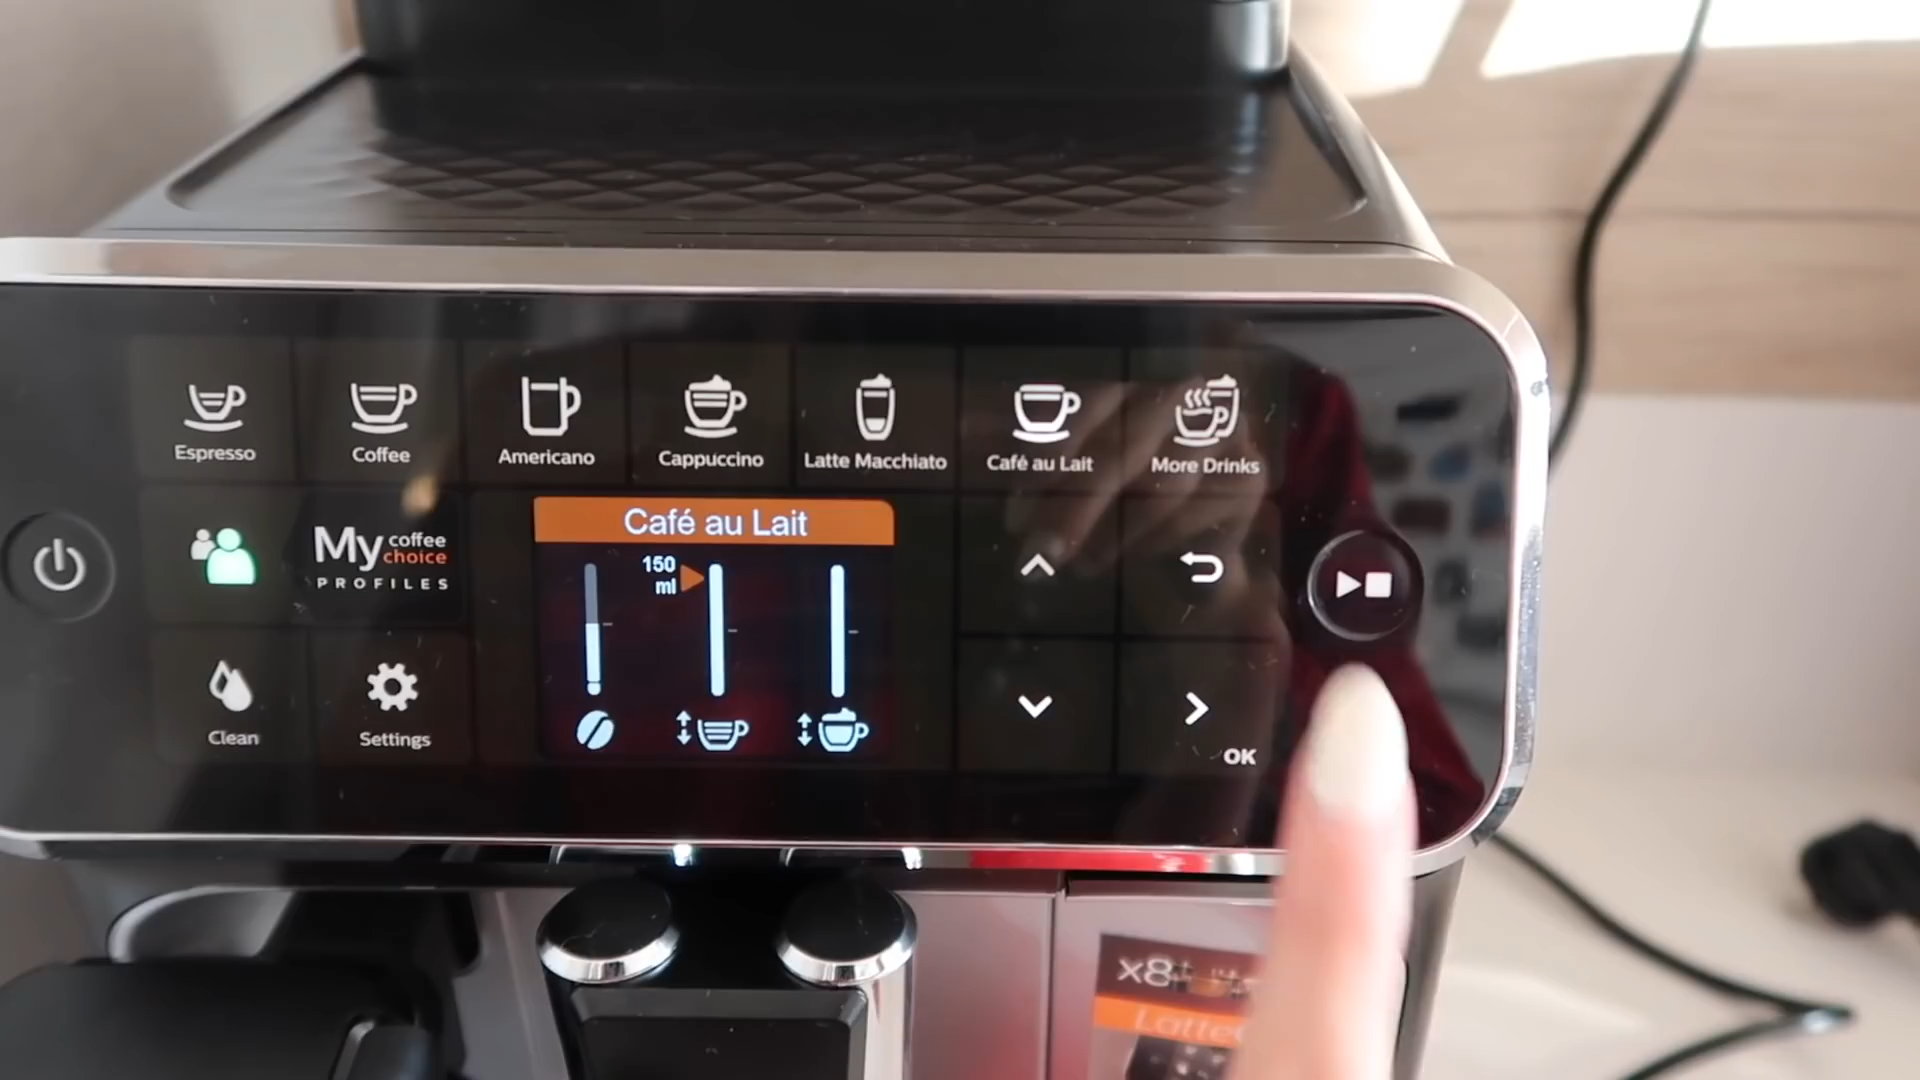 Espresso
Coffee
Americano
Cappuccino
Latte Macchiato
Café au Lait
More Drinks
My coffee choice
PROFILES
Café au Lait
150
ml
Clean
Settings
OK
x8
Latte